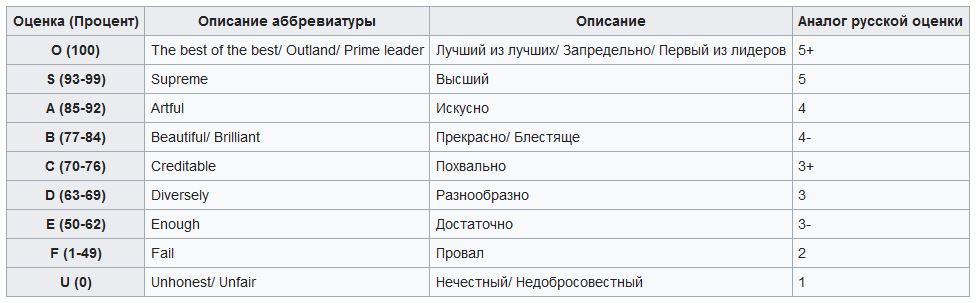 Оценка (Процент) Описание аббревиатуры Описание Аналог русской оценки
O (100) The best of the best/ Outland/ Prime leader Лучший из лучших/ Запредельно/ Первый из лидеров 5+
S (93-99) Supreme Высший 5
A (85-92) Artful Искусно 4
B (77-84) Beautiful/ Brilliant Прекрасно/ Блестяще 4-
C (70-76) Creditable Похвально 3+
D (63-69) Diversely Разнообразно 3
E (50-62) Enough Достаточно 3-
F (1-49) Fail Провал 2
U (0) Unhonest/ Unfair Нечестный/ Недобросовестный 1